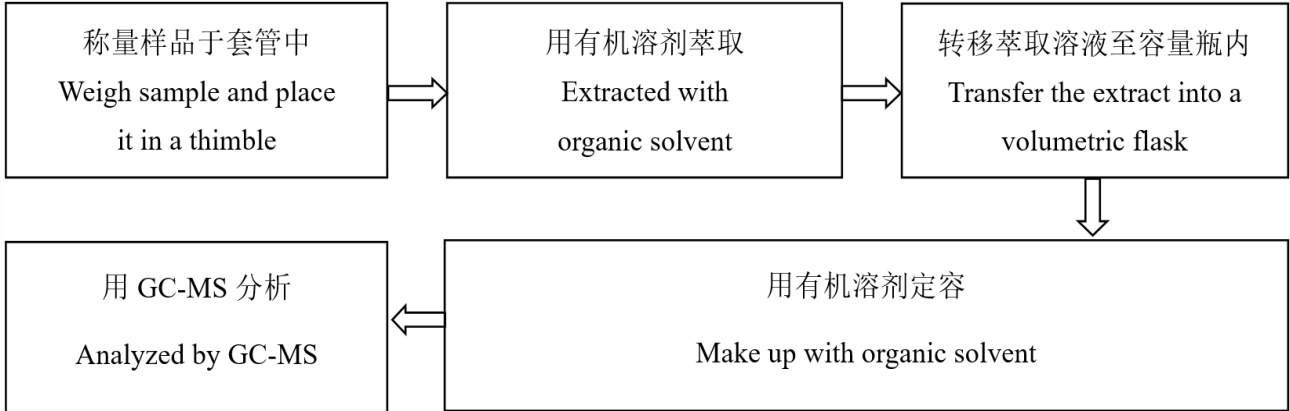 称量样品于套管中
Weigh sample and place
it in a thimble
用有机溶剂萃取
Extracted with
organic solvent
转移萃取溶液至容量瓶内
Transfer the extract into a
volumetric flask
用有机溶剂定容
Make up with organic solvent
用 GC-MS 分析
Analyzed by GC-MS